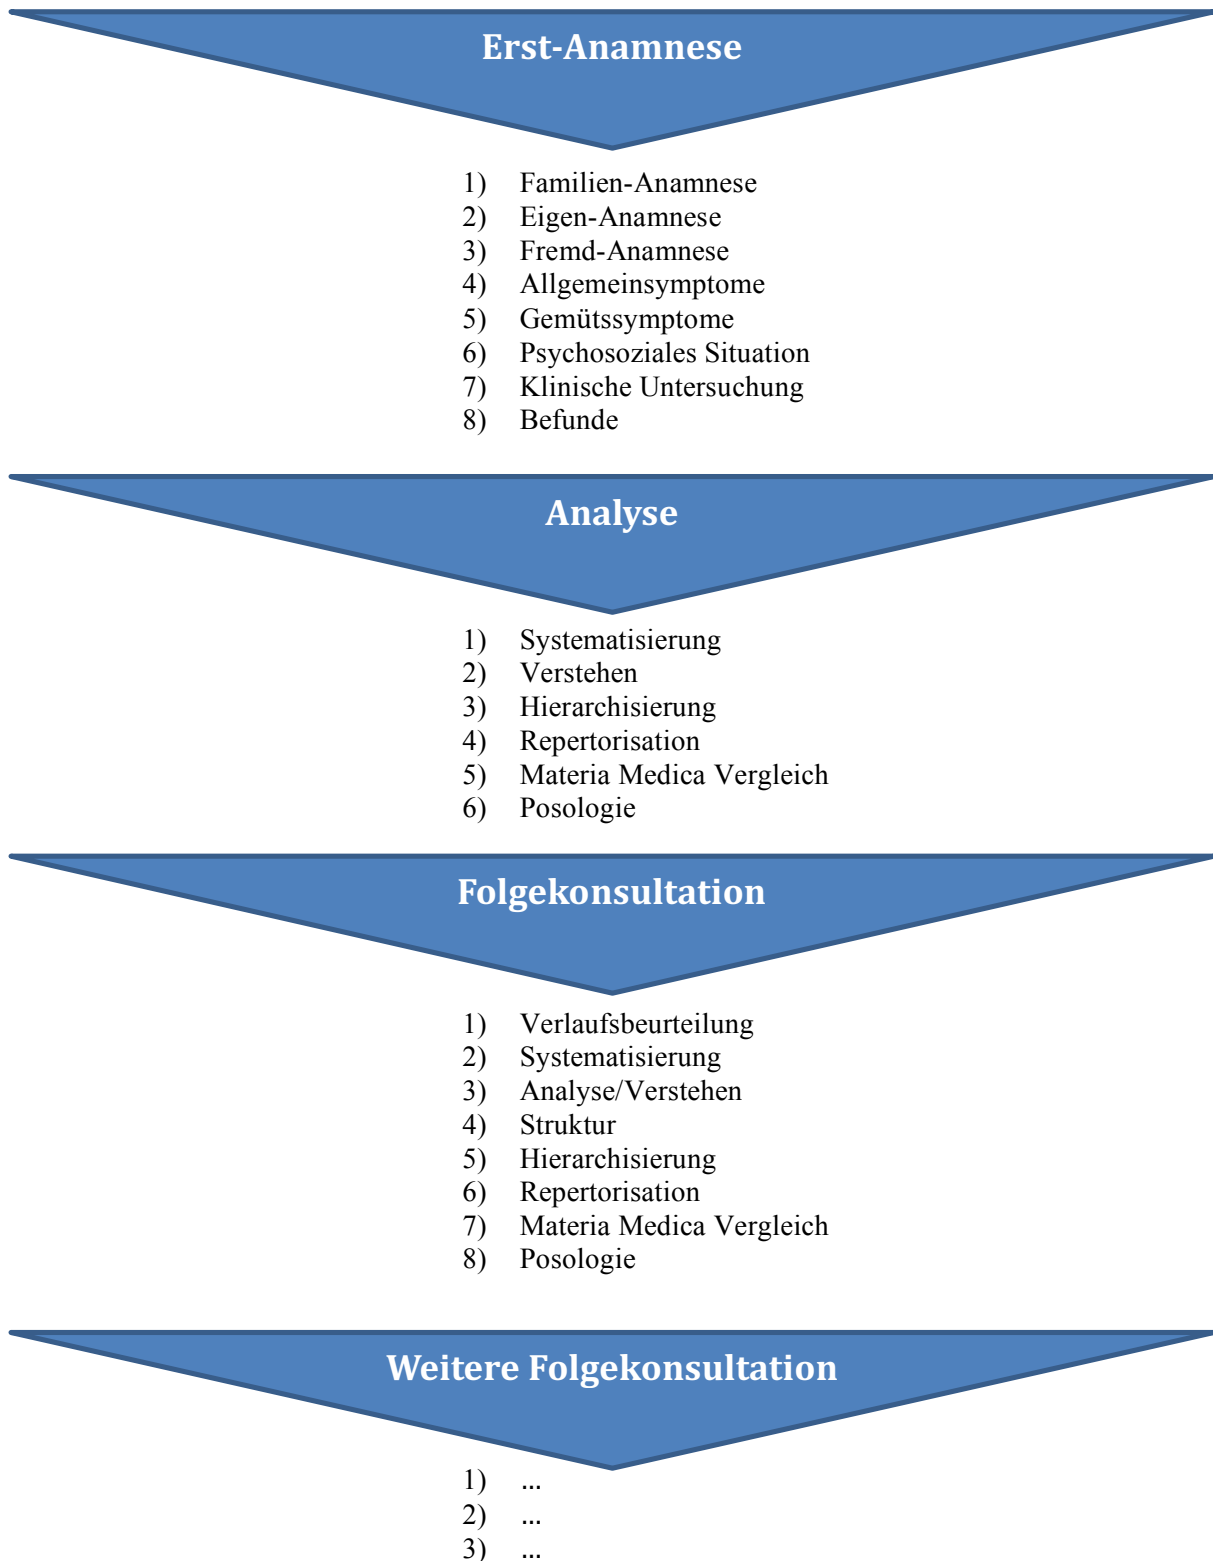 Erst-Anamnese
1) Familien-Anamnese
2) Eigen-Anamnese
3) Fremd-Anamnese
4) Allgemeinsymptome
5) Gemütssymptome
6) Psychosoziales Situation
7) Klinische Untersuchung
8) Befunde
Analyse
1) Systematisierung
2) Verstehen
3) Hierarchisierung
4) Repertorisation
5) Materia Medica Vergleich
6) Posologie
Folgekonsultation
1) Verlaufsbeurteilung
2) Systematisierung
3) Analyse/Verstehen
4) Struktur
5) Hierarchisierung
6) Repertorisation
7) Materia Medica Vergleich
8) Posologie
Weitere Folgekonsultation
1) ...
2) ...
3) ...